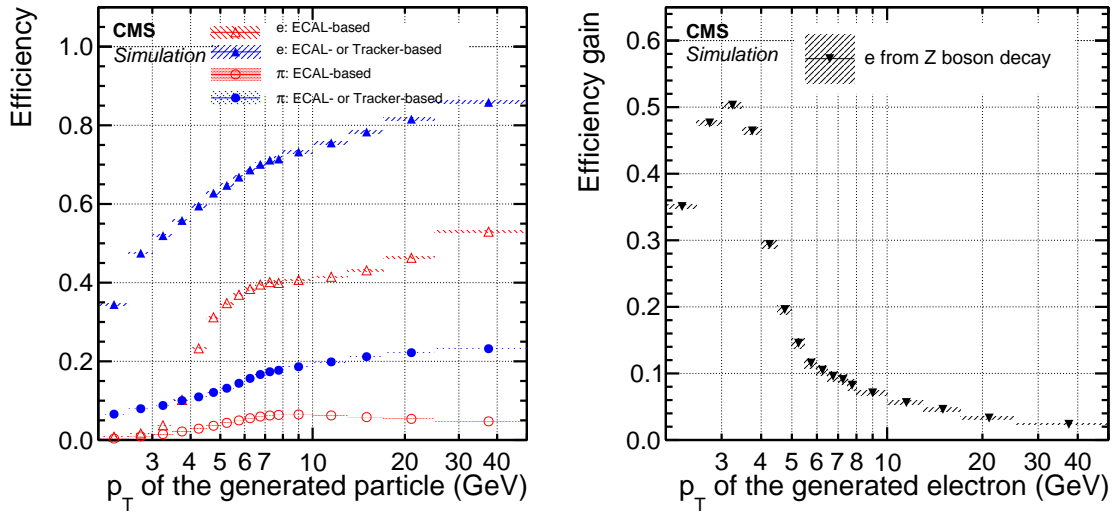 CMS
Simulation
e: ECAL-based
e: ECAL- or Tracker-based
π: ECAL-based
π: ECAL- or Tracker-based
Efficiency
1.0
0.8
0.6
0.4
0.2
0.0
3 4 5 6 7 10 20 30 40
p_T of the generated particle (GeV)
CMS
Simulation
e from Z boson decay
Efficiency gain
0.6
0.5
0.4
0.3
0.2
0.1
0.0
3 4 5 6 7 8 10 20 30 40
p_T of the generated electron (GeV)